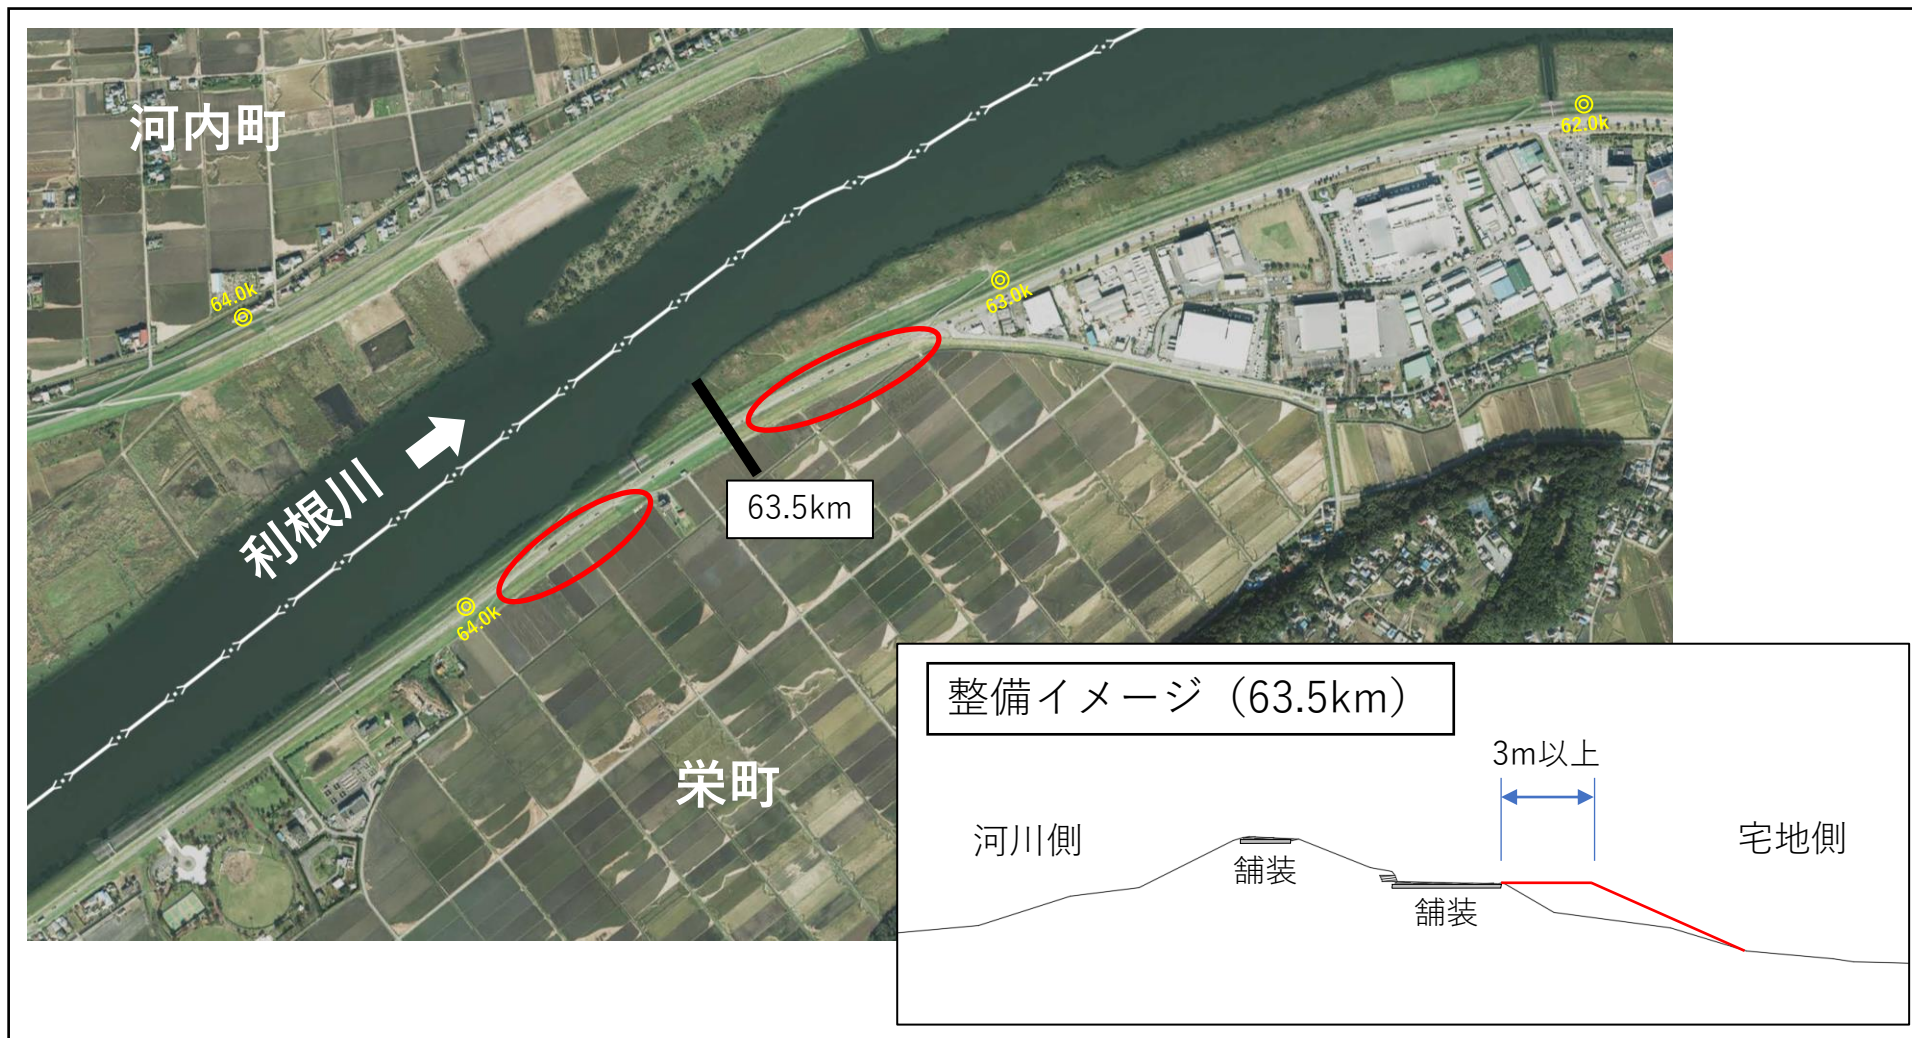 河内町
62.0k
64.0k
63.0k
利根川
63.5km
64.0k
栄町
整備イメージ（63.5km）
3m以上
河川側
宅地側
舗装
舗装